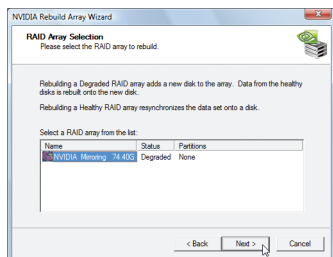 NVIDIA Rebuild Array Wizard
RAID Array Selection
Please select the RAID array to rebuild.
Rebuilding a Degraded RAID array adds a new disk to the array. Data from the healthy
disks is rebuilt onto the new disk.
Rebuilding a Healthy RAID array resynchronizes the data set onto a disk.
Select a RAID array from the list:
Name Status Partitions
NVIDIA Mirroring 74.40G Degraded None
< Back Next > Cancel